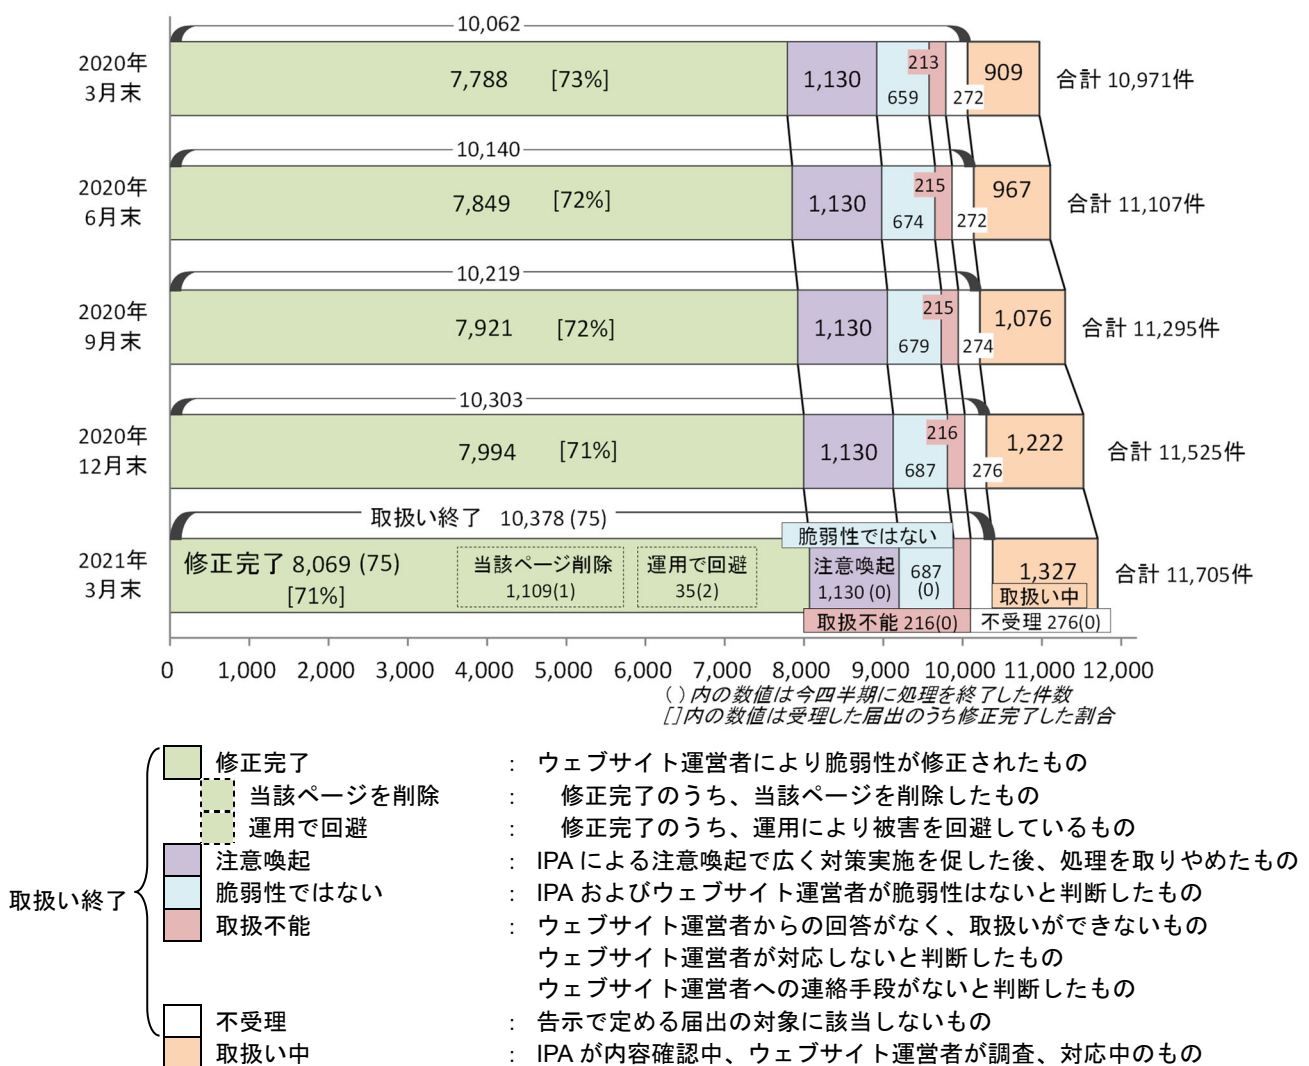 10,062
2020年
3月末
7,788 [73%] 1,130 659 213 272 909 合計 10,971件
10,140
2020年
6月末
7,849 [72%] 1,130 674 215 272 967 合計 11,107件
10,219
2020年
9月末
7,921 [72%] 1,130 679 215 274 1,076 合計 11,295件
10,303
2020年
12月末
7,994 [71%] 1,130 687 216 276 1,222 合計 11,525件
取扱い終了 10,378 (75)
2021年
3月末
修正完了 8,069 (75)
[71%]
当該ページ削除
1,109(1)
運用で回避
35(2)
脆弱性ではない
注意喚起
1,130 (0)
687
(0)
1,327
取扱い中
合計 11,705件
取扱不能 216(0)
不受理 276(0)
0 1,000 2,000 3,000 4,000 5,000 6,000 7,000 8,000 9,000 10,000 11,000 12,000
( )内の数値は今四半期に処理を終了した件数
[]内の数値は受理した届出のうち修正完了した割合
取扱い終了
修正完了 : ウェブサイト運営者により脆弱性が修正されたもの
当該ページを削除 : 修正完了のうち、当該ページを削除したもの
運用で回避 : 修正完了のうち、運用により被害を回避しているもの
注意喚起 : IPA による注意喚起で広く対策実施を促した後、処理を取りやめたもの
脆弱性ではない : IPA およびウェブサイト運営者が脆弱性はないと判断したもの
取扱不能 : ウェブサイト運営者からの回答がなく、取扱いができないもの
ウェブサイト運営者が対応しないと判断したもの
ウェブサイト運営者への連絡手段がないと判断したもの
不受理 : 告示で定める届出の対象に該当しないもの
取扱い中 : IPA が内容確認中、ウェブサイト運営者が調査、対応中のもの